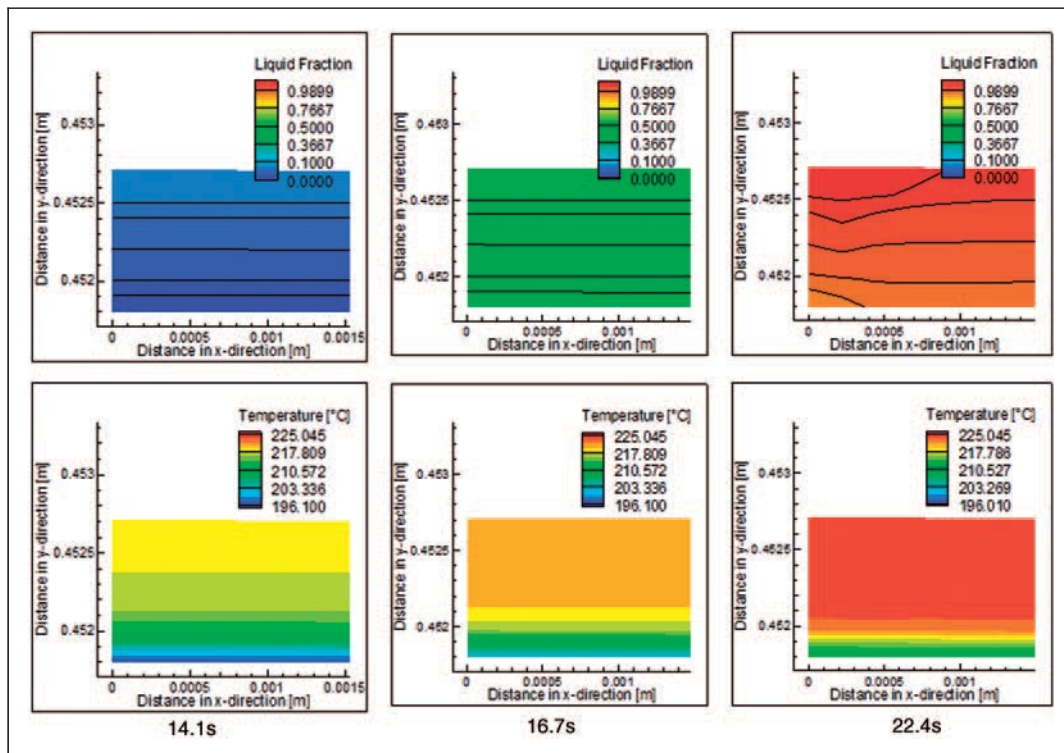 Liquid Fraction
0.9899
0.7667
0.5000
0.3667
0.1000
0.0000
0.453
0.4525
0.452
Distance in y-direction [m]
0 0.0005 0.001 0.0015
Distance in x-direction [m]
Liquid Fraction
0.9899
0.7667
0.5000
0.3667
0.1000
0.0000
0.453
0.4525
0.452
Distance in y-direction [m]
0 0.0005 0.001
Distance in x-direction [m]
Liquid Fraction
0.9899
0.7667
0.5000
0.3667
0.1000
0.0000
0.453
0.4525
0.452
Distance in y-direction [m]
0 0.0005 0.001
Distance in x-direction [m]
Temperature [°C]
225.045
217.809
210.572
203.336
196.100
0.453
0.4525
0.452
Distance in y-direction [m]
0 0.0005 0.001 0.0015
Distance in x-direction [m]
Temperature [°C]
225.045
217.809
210.572
203.336
196.100
0.453
0.4525
0.452
Distance in y-direction [m]
0 0.0005 0.001
Distance in x-direction [m]
Temperature [°C]
225.045
217.786
210.527
203.269
196.010
0.453
0.4525
0.452
Distance in y-direction [m]
0 0.0005 0.001
Distance in x-direction [m]
14.1s 16.7s 22.4s